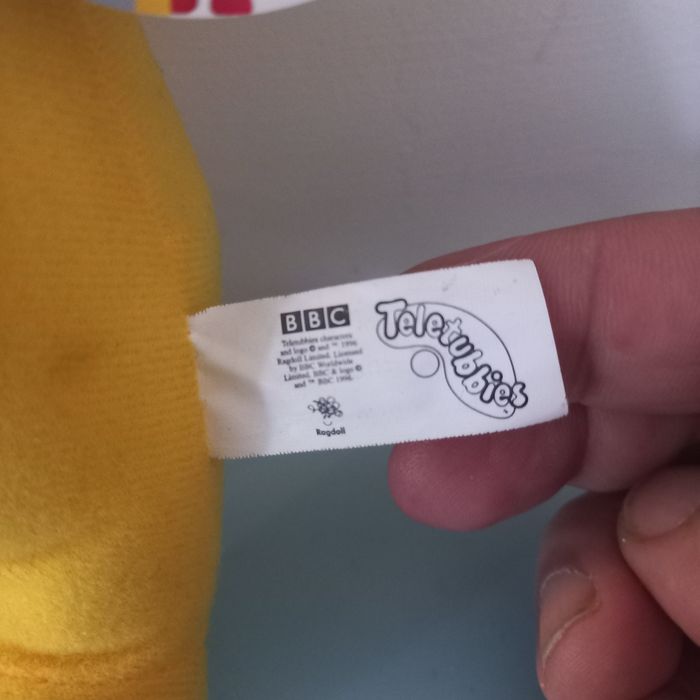 BBC
Teletubbies characters
and logo © and ™ 1996
Ragdoll Limited. Licensed
by BBC Worldwide
Limited. BBC & logo ©
and ™ BBC 1996.
Ragdoll
Teletubbies